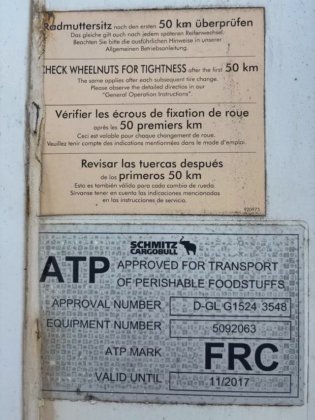 Radmuttersitz nach den ersten 50 km überprüfen
Das gleiche gilt auch nach jedem späteren Reifenwechsel.
Beachten Sie bitte die ausführlichen Hinweise in unserer
Allgemeinen Betriebsanleitung.
CHECK WHEELNUTS FOR TIGHTNESS after the first 50 km
The same applies after each subsequent tire change.
Please observe the detailed directions in our
"General Operation Instructions".
Vérifier les écrous de fixation de roue
après les 50 premiers km
Ceci est valable pour chaque changement de roue.
Veuillez tenir compte des indications mentionnées dans le mode d'emploi.
Revisar las tuercas después
de los primeros 50 km
Esto es también válido para cada cambio de rueda.
Sirvanse tener en cuenta las indicaciones mencionadas
en las instrucciones de servicio.
SCHMITZ
CARGOBULL
ATP APPROVED FOR TRANSPORT
OF PERISHABLE FOODSTUFFS
APPROVAL NUMBER D-GL G1524 3548
EQUIPMENT NUMBER 5092063
ATP MARK FRC
VALID UNTIL 11/2017